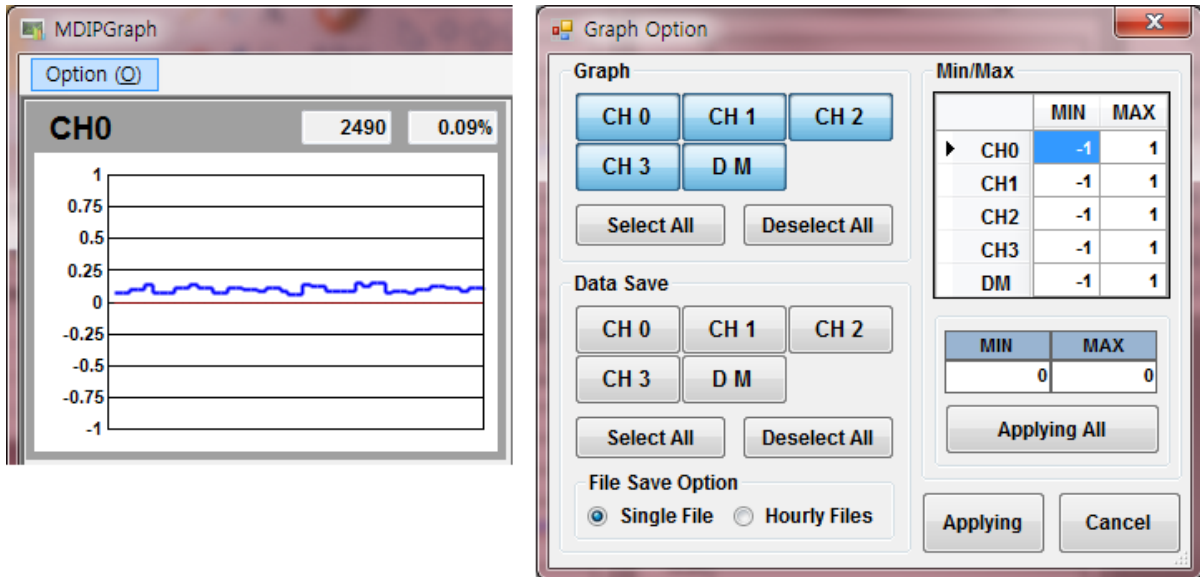 MDIPGraph
Option (O)
CH0 2490 0.09%
1
0.75
0.5
0.25
0
-0.25
-0.5
-0.75
-1
Graph Option
Graph
CH 0 CH 1 CH 2
CH 3 D M
Select All Deselect All
Data Save
CH 0 CH 1 CH 2
CH 3 D M
Select All Deselect All
File Save Option
Single File Hourly Files
Min/Max
MIN MAX
CH0 -1 1
CH1 -1 1
CH2 -1 1
CH3 -1 1
DM -1 1
MIN MAX
0 0
Applying All
Applying Cancel